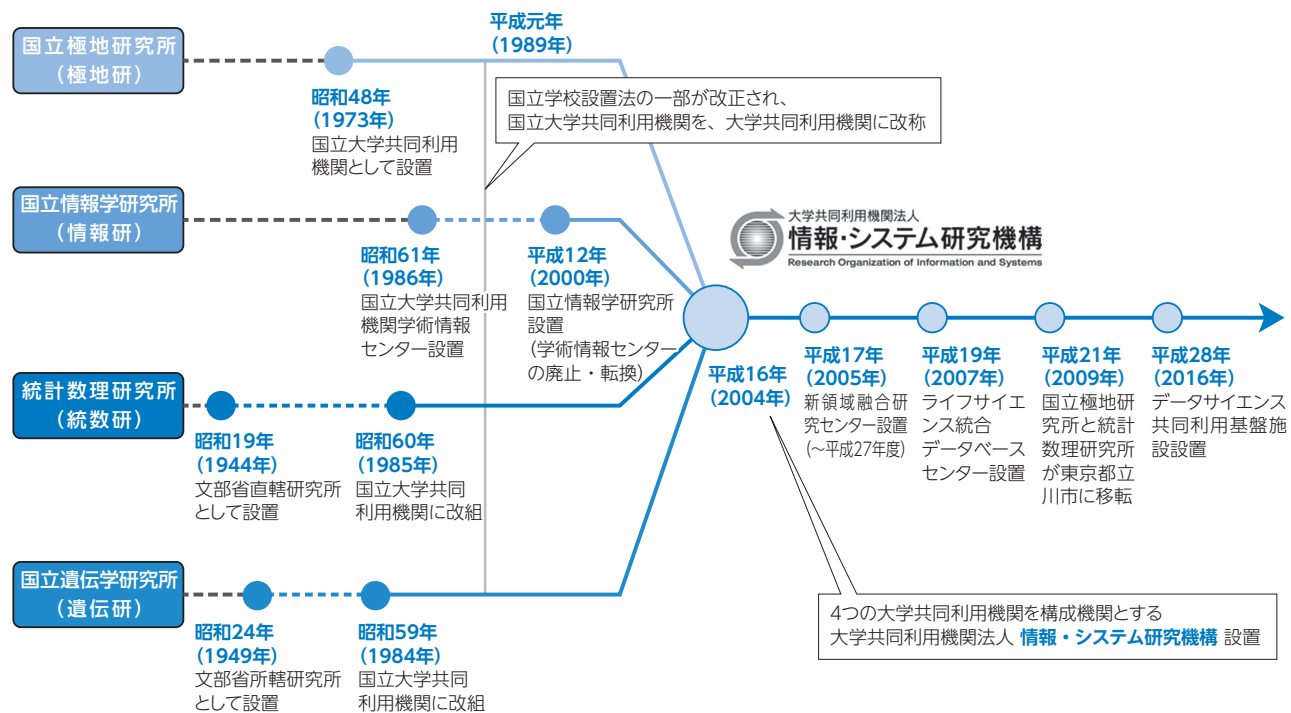 国立極地研究所
(極地研)
昭和48年
(1973年)
国立大学共同利用
機関として設置
平成元年
(1989年)
国立学校設置法の一部が改正され、
国立大学共同利用機関を、大学共同利用機関に改称
国立情報学研究所
(情報研)
昭和61年
(1986年)
国立大学共同利用
機関学術情報
センター設置
平成12年
(2000年)
国立情報学研究所
設置
(学術情報センター
の廃止・転換)
統計数理研究所
(統数研)
昭和19年
(1944年)
文部省直轄研究所
として設置
昭和60年
(1985年)
国立大学共同
利用機関に改組
国立遺伝学研究所
(遺伝研)
昭和24年
(1949年)
文部省所轄研究所
として設置
昭和59年
(1984年)
国立大学共同
利用機関に改組
大学共同利用機関法人
情報・システム研究機構
Research Organization of Information and Systems
平成16年
(2004年)
平成17年
(2005年)
新領域融合研
究センター設置
(〜平成27年度)
平成19年
(2007年)
ライフサイエ
ンス統合
データベース
センター設置
平成21年
(2009年)
国立極地研
究所と統計
数理研究所
が東京都立
川市に移転
平成28年
(2016年)
データサイエンス
共同利用基盤施
設設置
4つの大学共同利用機関を構成機関とする
大学共同利用機関法人 情報・システム研究機構 設置